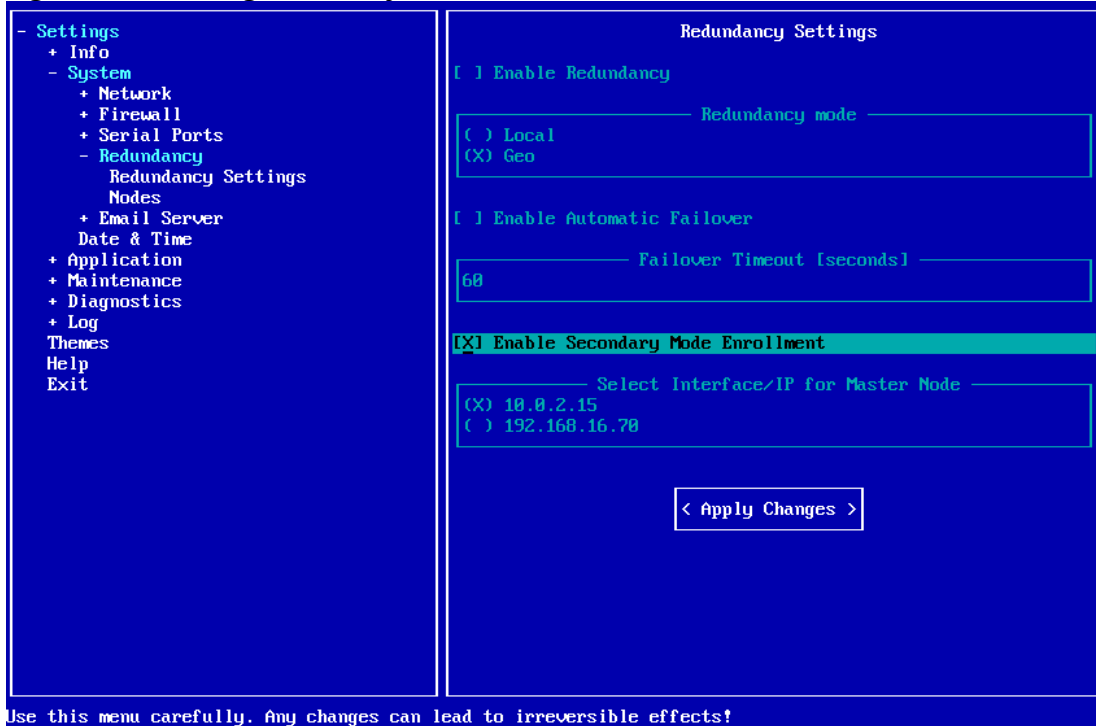 - Settings
+ Info
- System
+ Network
+ Firewall
+ Serial Ports
- Redundancy
Redundancy Settings
Nodes
+ Email Server
Date & Time
+ Application
+ Maintenance
+ Diagnostics
+ Log
Themes
Help
Exit
Redundancy Settings
[ ] Enable Redundancy
Redundancy mode
( ) Local
(X) Geo
[ ] Enable Automatic Failover
Failover Timeout [seconds]
60
[X] Enable Secondary Mode Enrollment
Select Interface/IP for Master Node
(X) 10.0.2.15
( ) 192.168.16.70
< Apply Changes >
Use this menu carefully. Any changes can lead to irreversible effects!